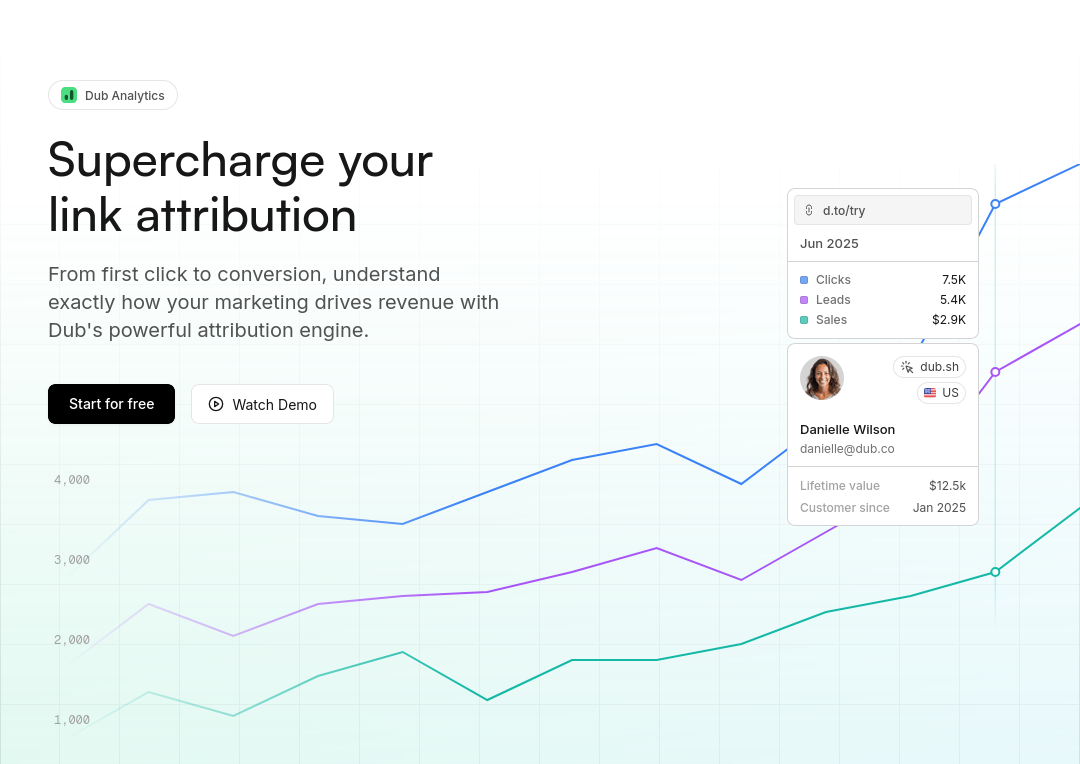 Dub Analytics
Supercharge your
link attribution
From first click to conversion, understand
exactly how your marketing drives revenue with
Dub's powerful attribution engine.
Start for free
Watch Demo
d.to/try
Jun 2025
Clicks 7.5K
Leads 5.4K
Sales $2.9K
dub.sh
US
Danielle Wilson
danielle@dub.co
Lifetime value $12.5k
Customer since Jan 2025
4,000
3,000
2,000
1,000